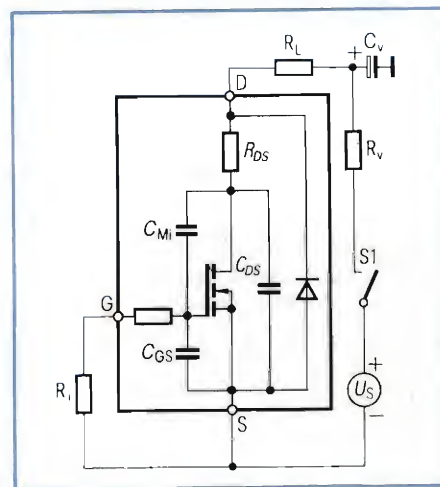 R_L
+
C_v
D
R_DS
R_v
C_Mi
S1
C_DS
G
C_GS
+
R_i
U_S
S
−